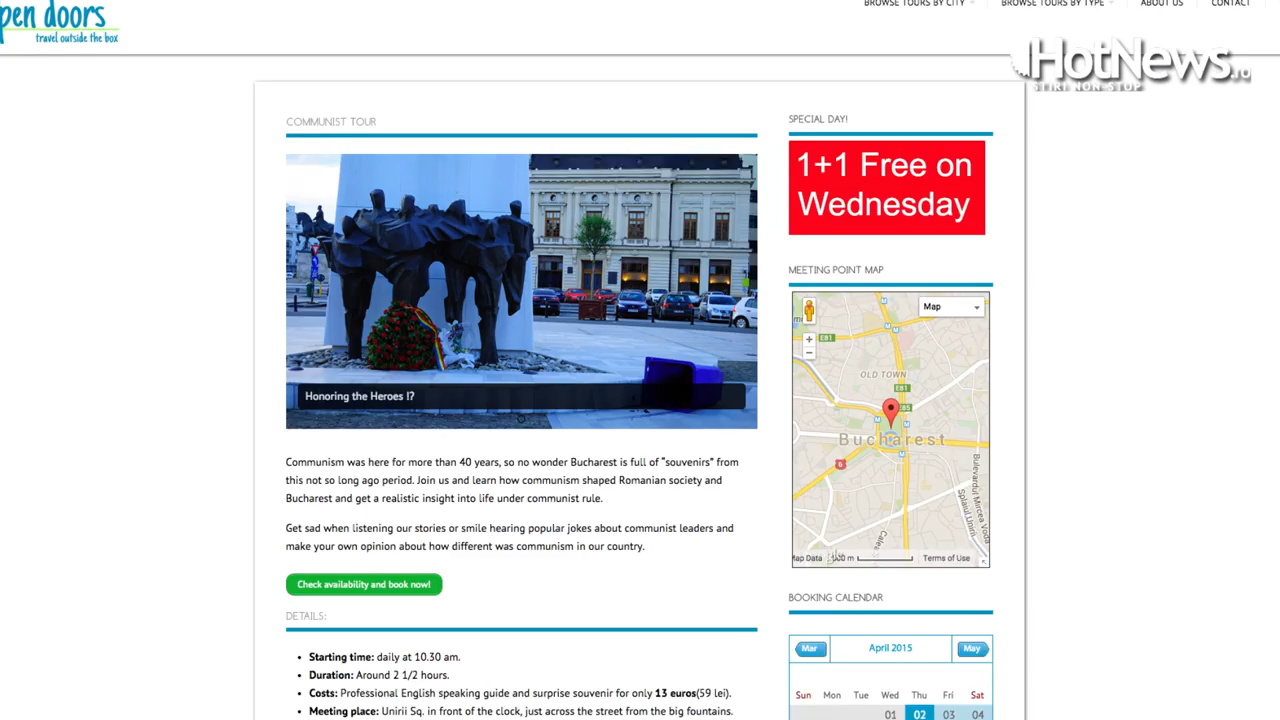 pen doors
travel outside the box
BROWSE TOURS BY CITY
BROWSE TOURS BY TYPE
ABOUT US
CONTACT
HotNews.ro
STIRI NON-STOP
COMMUNIST TOUR
Honoring the Heroes !?
Communism was here for more than 40 years, so no wonder Bucharest is full of “souvenirs” from
this not so long ago period. Join us and learn how communism shaped Romanian society and
Bucharest and get a realistic insight into life under communist rule.
Get sad when listening our stories or smile hearing popular jokes about communist leaders and
make your own opinion about how different was communism in our country.
Check availability and book now!
DETAILS:
• Starting time: daily at 10.30 am.
• Duration: Around 2 1/2 hours.
• Costs: Professional English speaking guide and surprise souvenir for only 13 euros(59 lei).
• Meeting place: Unirii Sq. in front of the clock, just across the street from the big fountains.
SPECIAL DAY!
1+1 Free on
Wednesday
MEETING POINT MAP
Map
E81
OLD TOWN
E81
E85
Bucharest
Bulevardul Mircea Vodă
Splaiul Unirii
Calea
Map Data
Terms of Use
BOOKING CALENDAR
Mar
April 2015
May
Sun Mon Tue Wed Thu Fri Sat
01 02 03 04